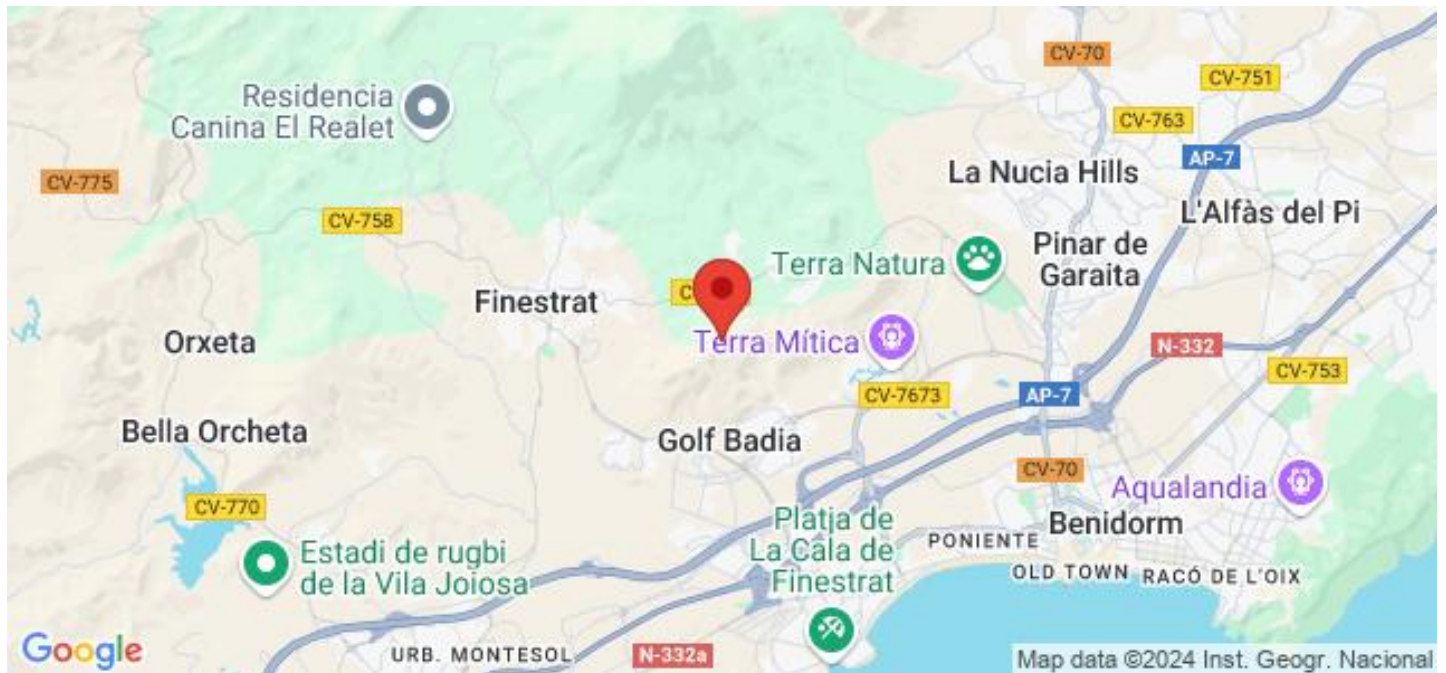 CV-70
CV-751
Residencia
Canina El Realet
CV-763
AP-7
La Nucia Hills
CV-775
CV-758
L'Alfàs del Pi
Terra Natura
Pinar de
Garaita
Finestrat
C
Orxeta
Terra Mítica
N-332
CV-753
CV-7673
AP-7
Bella Orcheta
Golf Badia
CV-70
Aqualandia
CV-770
Platja de
La Cala de
Finestrat
Benidorm
PONIENTE
Estadi de rugbi
de la Vila Joiosa
OLD TOWN
RACÓ DE L'OIX
URB. MONTESOL
N-332a
Google
Map data ©2024 Inst. Geogr. Nacional